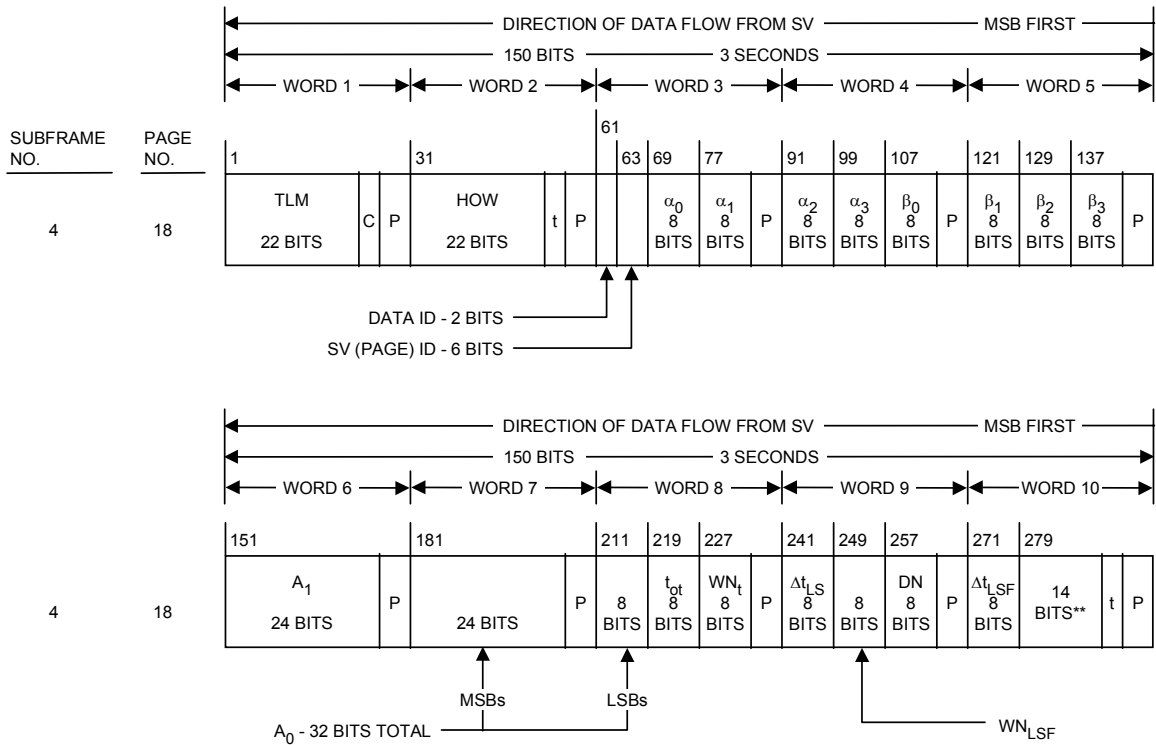 DIRECTION OF DATA FLOW FROM SV MSB FIRST
150 BITS 3 SECONDS
WORD 1 WORD 2 WORD 3 WORD 4 WORD 5
SUBFRAME NO.
PAGE NO.
1 31 61 63 69 77 91 99 107 121 129 137
4 18
TLM 22 BITS
C P
HOW 22 BITS
t P
α0 8 BITS
α1 8 BITS
P
α2 8 BITS
α3 8 BITS
β0 8 BITS
P
β1 8 BITS
β2 8 BITS
β3 8 BITS
P
DATA ID - 2 BITS
SV (PAGE) ID - 6 BITS
DIRECTION OF DATA FLOW FROM SV MSB FIRST
150 BITS 3 SECONDS
WORD 6 WORD 7 WORD 8 WORD 9 WORD 10
151 181 211 219 227 241 249 257 271 279
4 18
A1 24 BITS
P
24 BITS
P
8 BITS
tot 8 BITS
WNt 8 BITS
P
ΔtLS 8 BITS
8 BITS
DN 8 BITS
P
ΔtLSF 8 BITS
14 BITS**
t P
MSBs LSBs
A0 - 32 BITS TOTAL
WNLSF